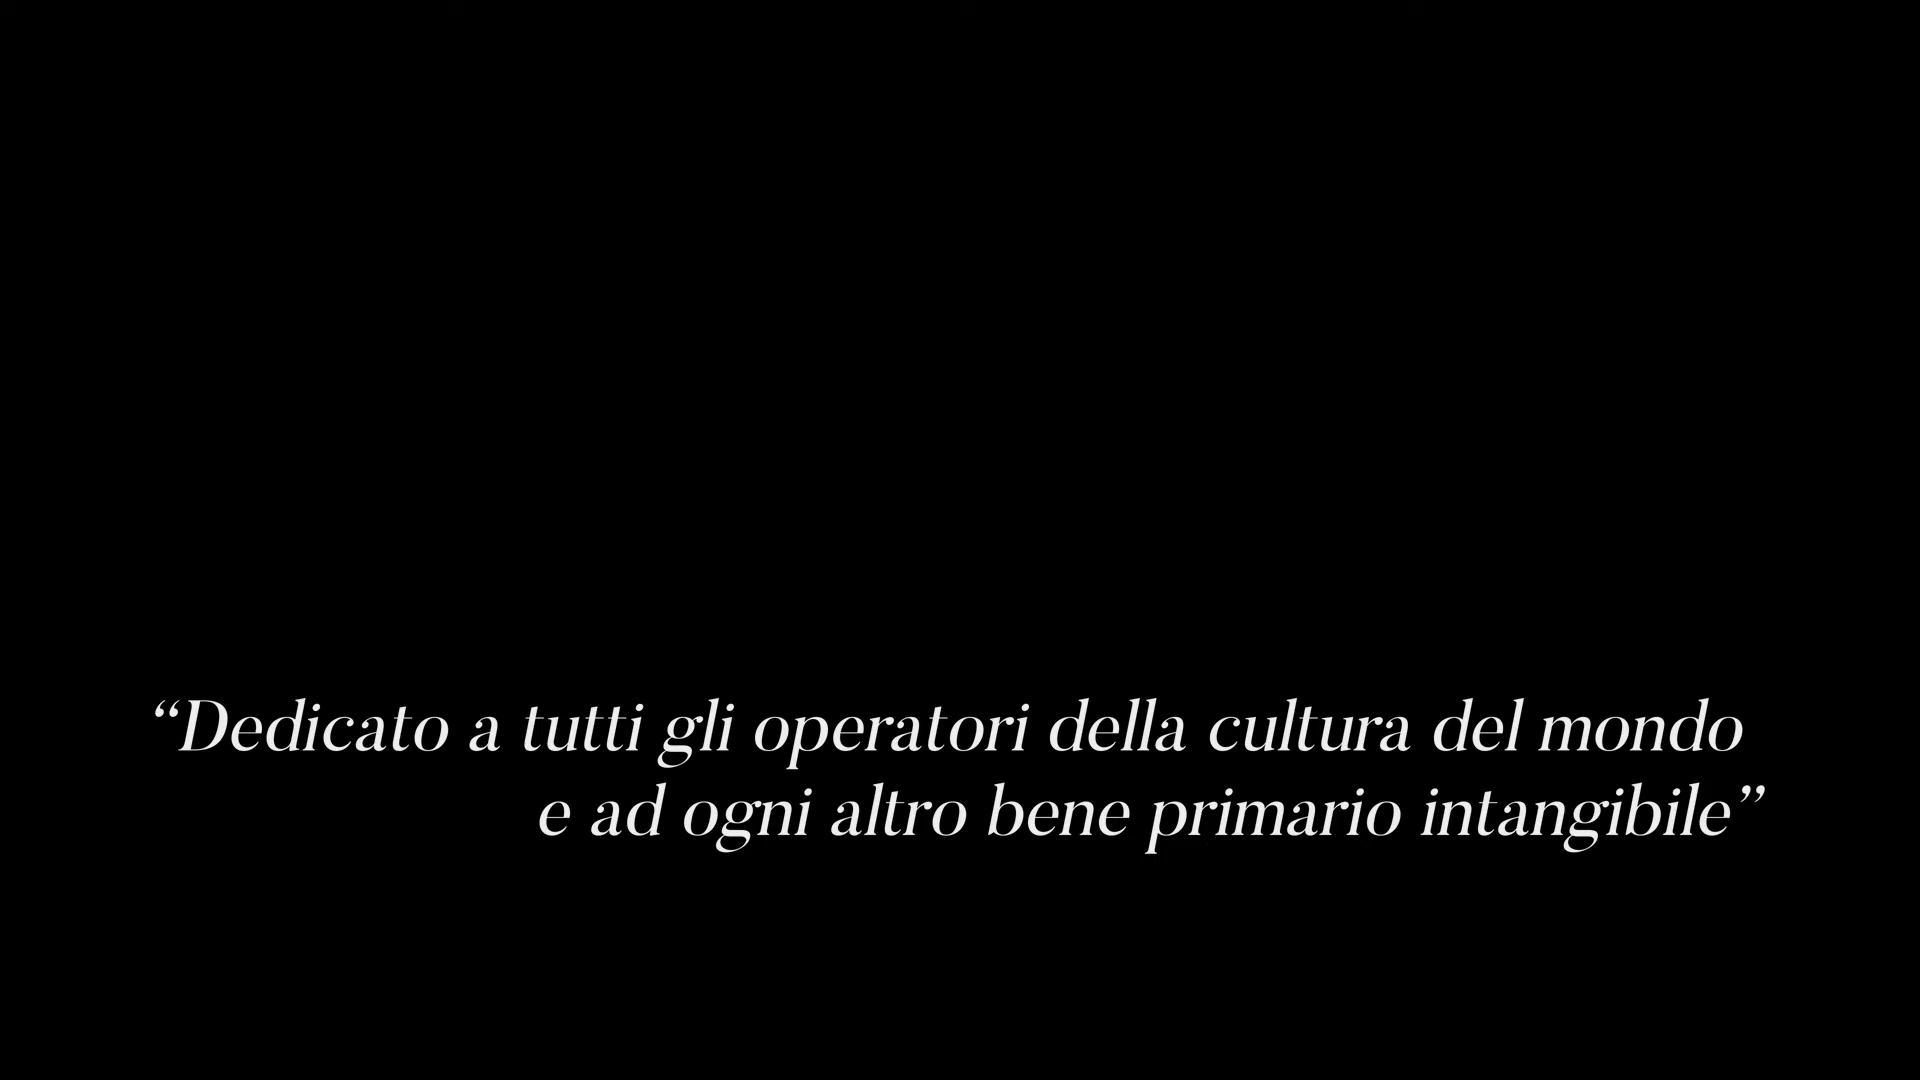 “Dedicato a tutti gli operatori della cultura del mondo
e ad ogni altro bene primario intangibile”